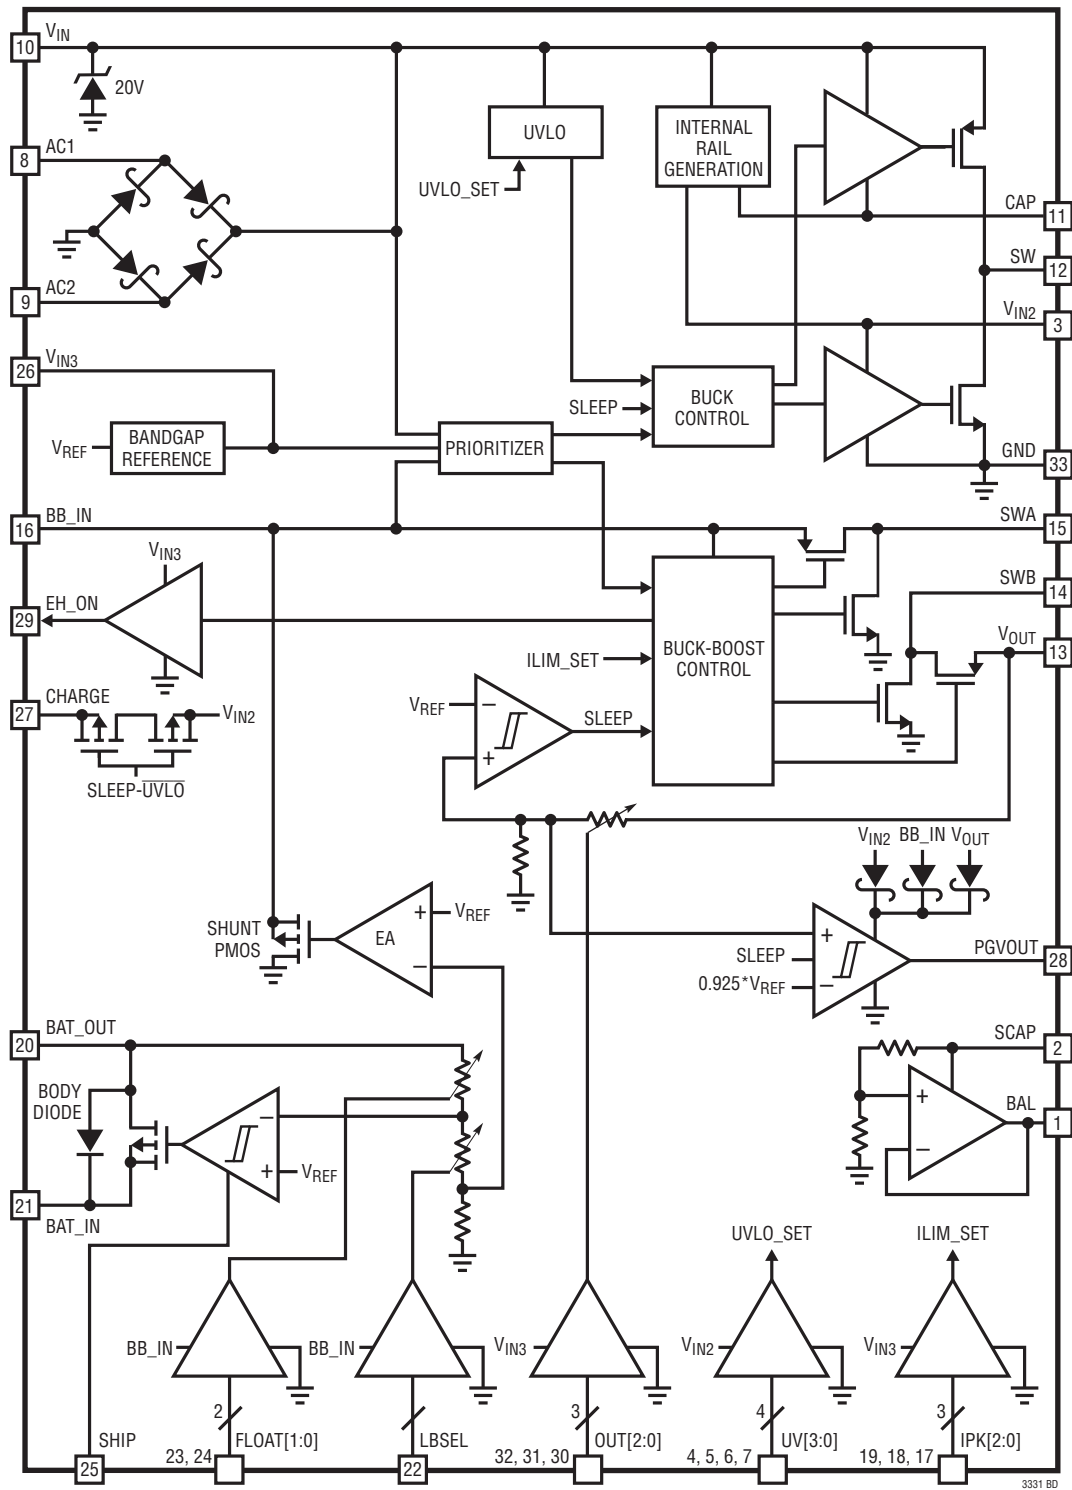 10
VIN
20V
8
AC1
9
AC2
UVLO
UVLO_SET
INTERNAL
RAIL
GENERATION
CAP
11
SW
12
VIN2
3
26
VIN3
VREF
BANDGAP
REFERENCE
PRIORITIZER
SLEEP
BUCK
CONTROL
GND
33
16
BB_IN
SWA
15
VIN3
29
EH_ON
SWB
14
VOUT
13
ILIM_SET
BUCK-BOOST
CONTROL
27
CHARGE
VIN2
SLEEP-UVLO
VREF
–
+
SLEEP
VIN2
BB_IN
VOUT
SHUNT
PMOS
EA
+
–
VREF
+
–
SLEEP
0.925*VREF
PGVOUT
28
20
BAT_OUT
SCAP
2
BODY
DIODE
–
+
VREF
+
–
BAL
1
21
BAT_IN
UVLO_SET
ILIM_SET
BB_IN
BB_IN
VIN3
VIN2
VIN3
2
3
4
3
SHIP
25
23, 24
FLOAT[1:0]
22
LBSEL
32, 31, 30
OUT[2:0]
4, 5, 6, 7
UV[3:0]
19, 18, 17
IPK[2:0]
3331 BD